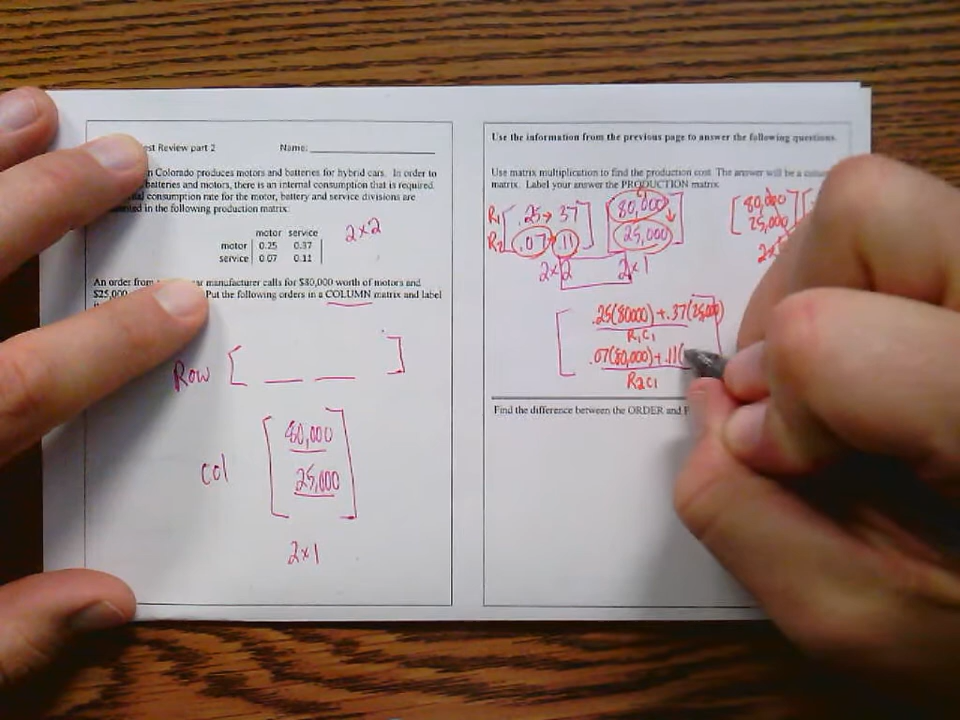 est Review part 2 Name:
n Colorado produces motors and batteries for hybrid cars. In order to
batteries and motors, there is an internal consumption that is required.
consumption rate for the motor, battery and service divisions are
in the following production matrix:
motor service
motor 0.25 0.37
service 0.07 0.11
2x2
An order from manufacturer calls for $80,000 worth of motors and
$25,000 Put the following orders in a COLUMN matrix and label
Row
80,000
col
25,000
2x1
Use the information from the previous page to answer the following questions.
Use matrix multiplication to find the production cost. The answer will be a
matrix. Label your answer the PRODUCTION matrix.
R1 .25 .37 80,000 80,000
R2 .07 .11 25,000 25,000
2x2 2x1 2x
.25(80000)+.37(25,000)
R1C1
.07(80,000)+.11(
R2C1
Find the difference between the ORDER and